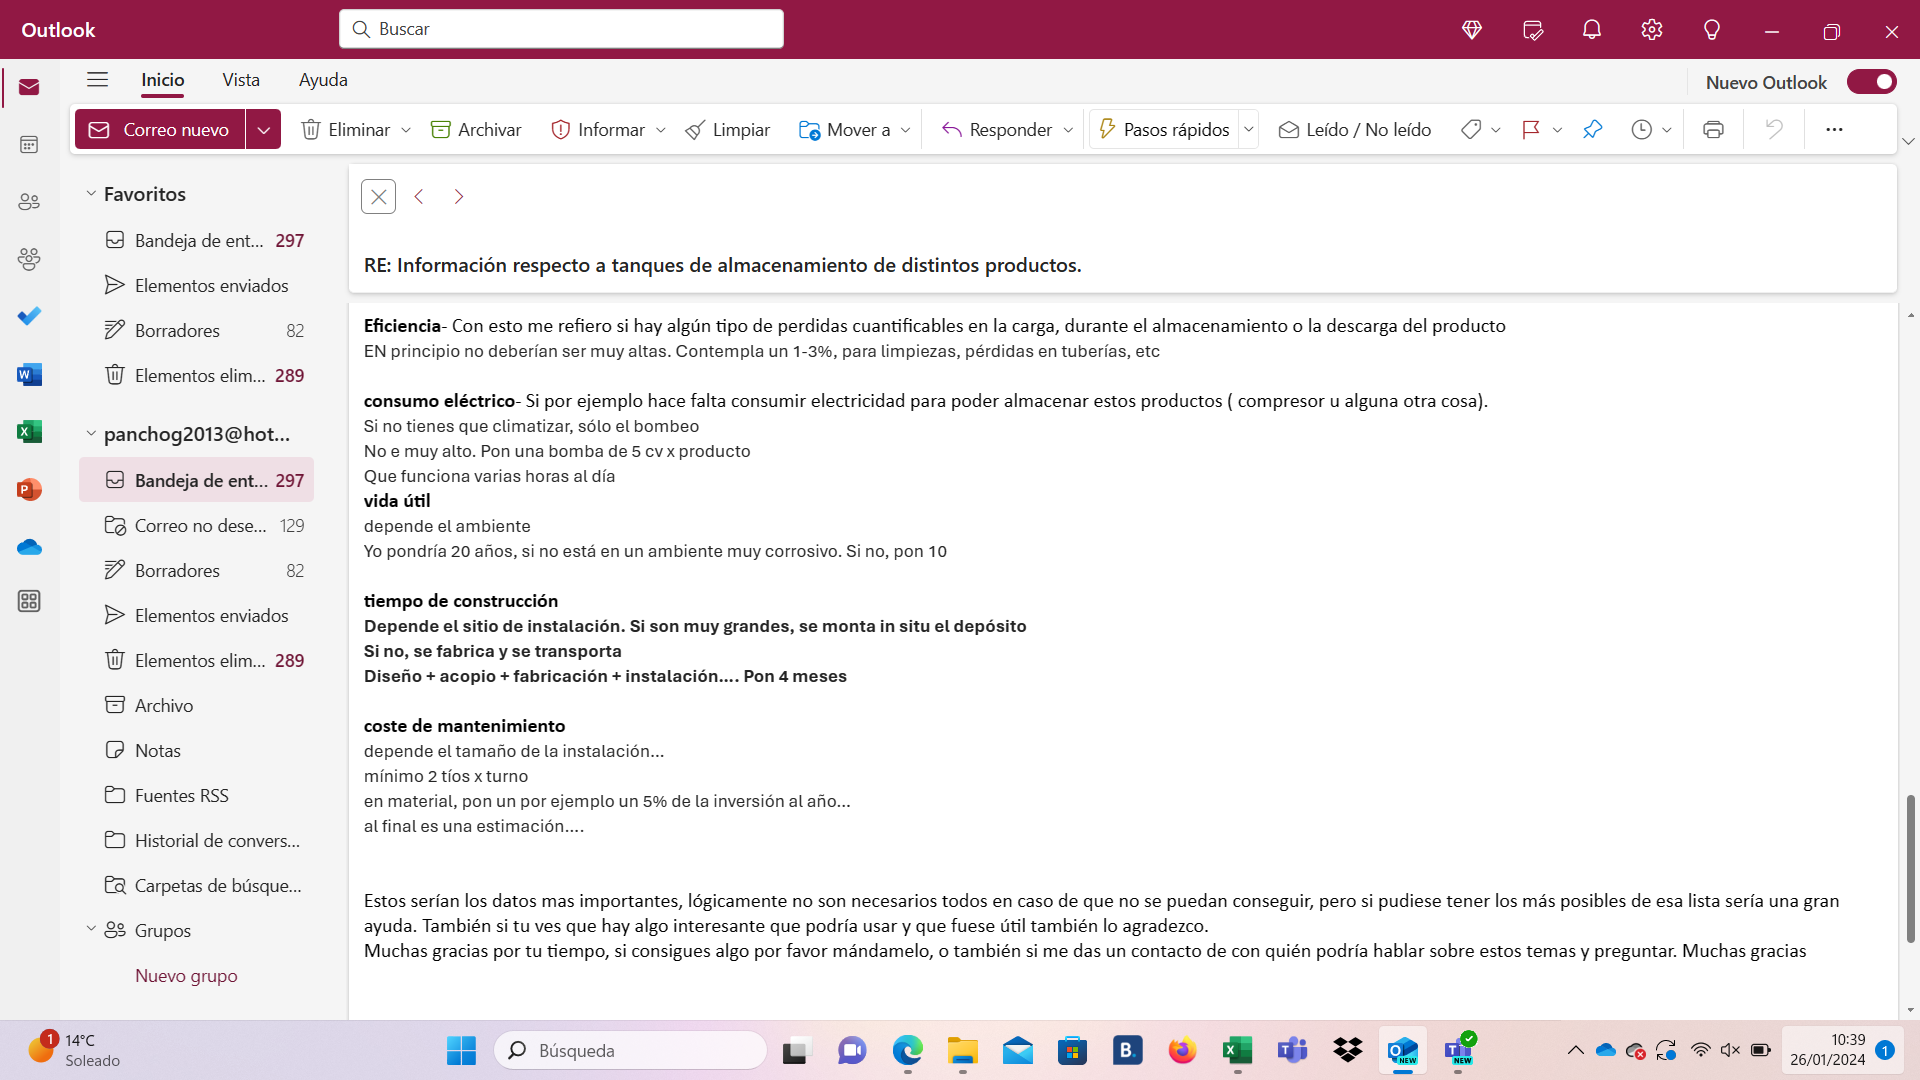 Outlook
Buscar
Inicio
Vista
Ayuda
Nuevo Outlook
Correo nuevo
Eliminar
Archivar
Informar
Limpiar
Mover a
Responder
Pasos rápidos
Leído / No leído
Favoritos
Bandeja de ent... 297
Elementos enviados
Borradores 82
Elementos elim... 289
panchog2013@hot...
Bandeja de ent... 297
Correo no dese... 129
Borradores 82
Elementos enviados
Elementos elim... 289
Archivo
Notas
Fuentes RSS
Historial de convers...
Carpetas de búsque...
Grupos
Nuevo grupo
RE: Información respecto a tanques de almacenamiento de distintos productos.
Eficiencia- Con esto me refiero si hay algún tipo de perdidas cuantificables en la carga, durante el almacenamiento o la descarga del producto
EN principio no deberían ser muy altas. Contempla un 1-3%, para limpiezas, pérdidas en tuberías, etc
consumo eléctrico- Si por ejemplo hace falta consumir electricidad para poder almacenar estos productos ( compresor u alguna otra cosa).
Si no tienes que climatizar, sólo el bombeo
No e muy alto. Pon una bomba de 5 cv x producto
Que funciona varias horas al día
vida útil
depende el ambiente
Yo pondría 20 años, si no está en un ambiente muy corrosivo. Si no, pon 10
tiempo de construcción
Depende el sitio de instalación. Si son muy grandes, se monta in situ el depósito
Si no, se fabrica y se transporta
Diseño + acopio + fabricación + instalación.... Pon 4 meses
coste de mantenimiento
depende el tamaño de la instalación...
mínimo 2 tíos x turno
en material, pon un por ejemplo un 5% de la inversión al año...
al final es una estimación....
Estos serían los datos mas importantes, lógicamente no son necesarios todos en caso de que no se puedan conseguir, pero si pudiese tener los más posibles de esa lista sería una gran
ayuda. También si tu ves que hay algo interesante que podría usar y que fuese útil también lo agradezco.
Muchas gracias por tu tiempo, si consigues algo por favor mándamelo, o también si me das un contacto de con quién podría hablar sobre estos temas y preguntar. Muchas gracias
1
14°C
Soleado
Búsqueda
B.
NEW
NEW
10:39
26/01/2024
1